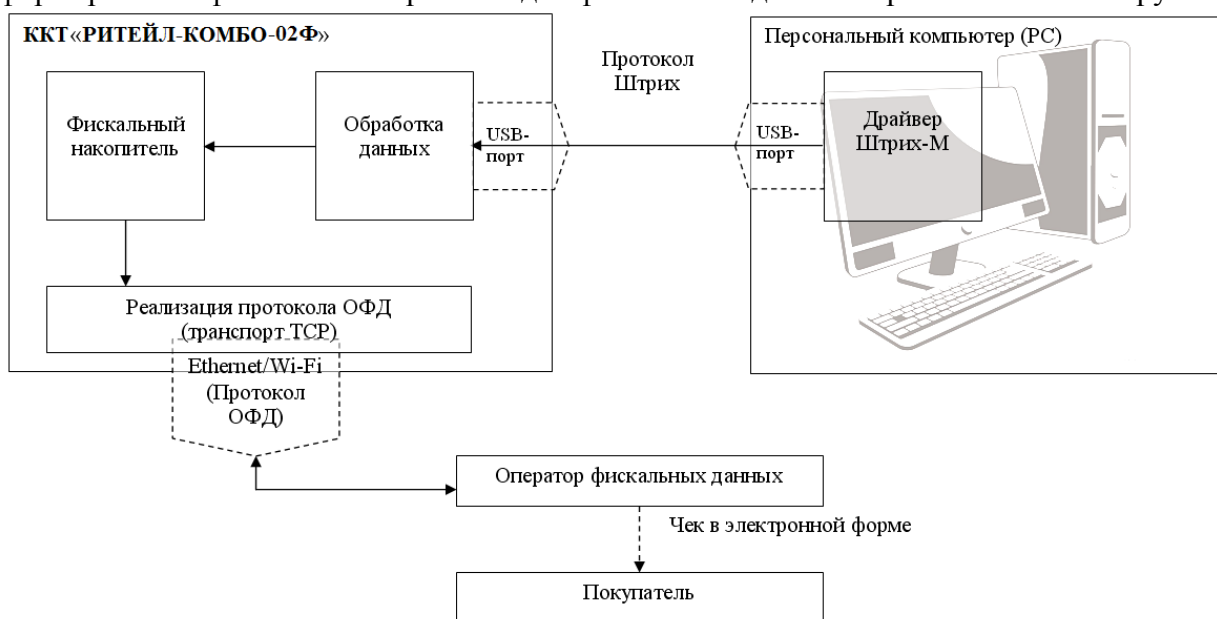 ККТ«РИТЕЙЛ-КОМБО-02Ф»
Персональный компьютер (PC)
Протокол
Штрих
Фискальный
накопитель
Обработка
данных
USB-
порт
USB-
порт
Драйвер
Штрих-М
Реализация протокола ОФД
(транспорт TCP)
Ethernet/Wi-Fi
(Протокол
ОФД)
Оператор фискальных данных
Чек в электронной форме
Покупатель